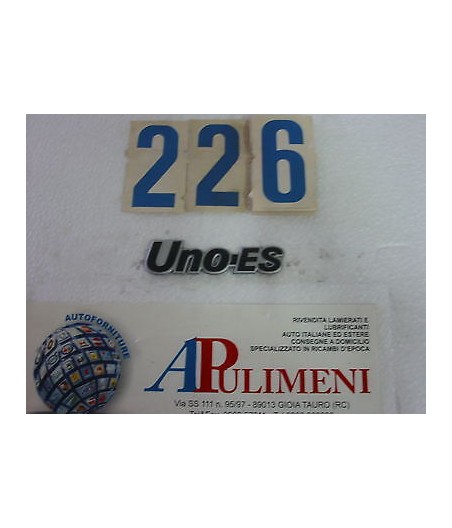 226
Uno-ES
AUTOFORNITURE
RIVENDITA LAMIERATI E
LUBRIFICANTI
AUTO ITALIANE ED ESTERE
CONSEGNE A DOMICILIO
SPECIALIZZATO IN RICAMBI D'EPOCA
APULIMENI
Via SS 111 n. 95/97 - 89013 GIOIA TAURO (RC)